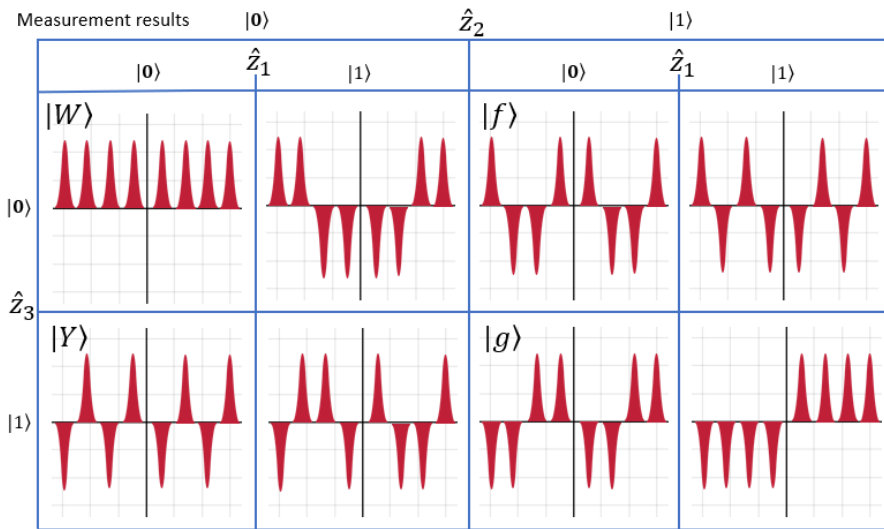 Measurement results |0⟩ ẑ₂ |1⟩
|0⟩ ẑ₁ |1⟩ |0⟩ ẑ₁ |1⟩
|W⟩ |f⟩
|0⟩
ẑ₃
|Y⟩ |g⟩
|1⟩